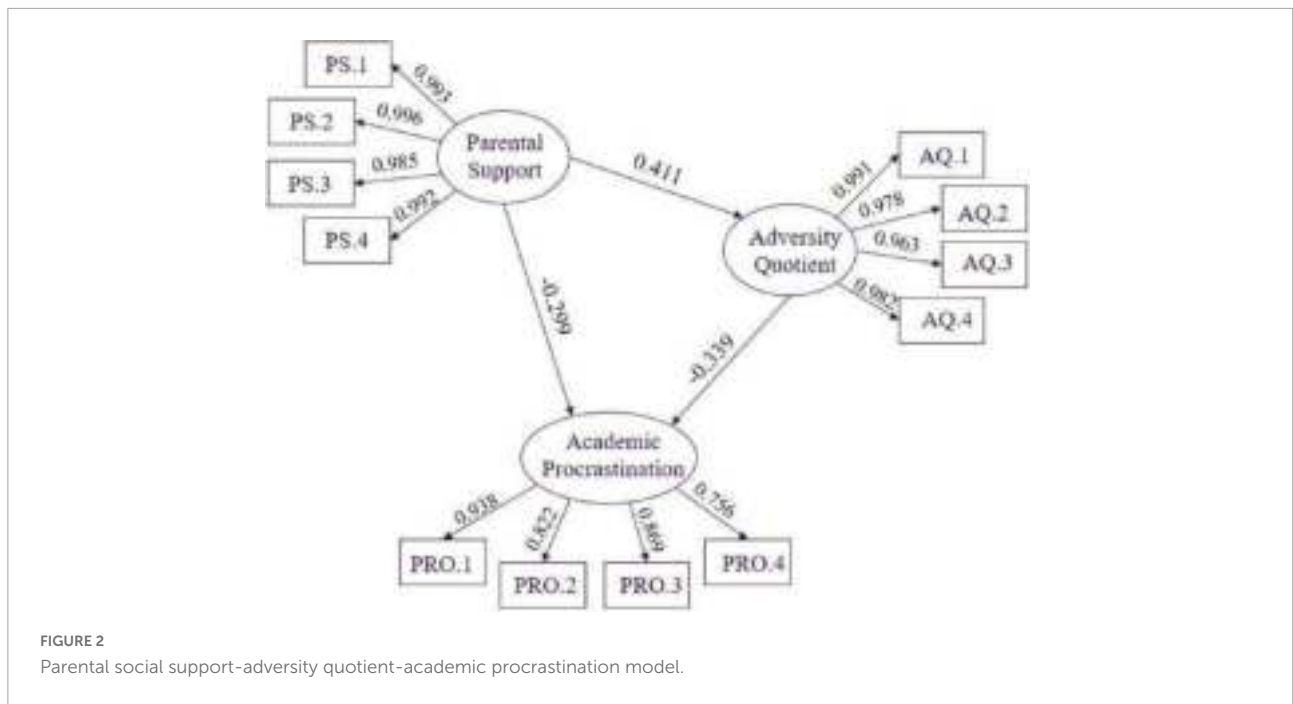 PS.1
0.993
PS.2
0.996
PS.3
0.985
PS.4
0.992
Parental
Support
0.411
AQ.1
0.991
AQ.2
0.978
AQ.3
0.963
AQ.4
0.982
Adversity
Quotient
-0.299
-0.339
Academic
Procrastination
0.938
0.822
0.869
0.756
PRO.1
PRO.2
PRO.3
PRO.4
FIGURE 2
Parental social support-adversity quotient-academic procrastination model.